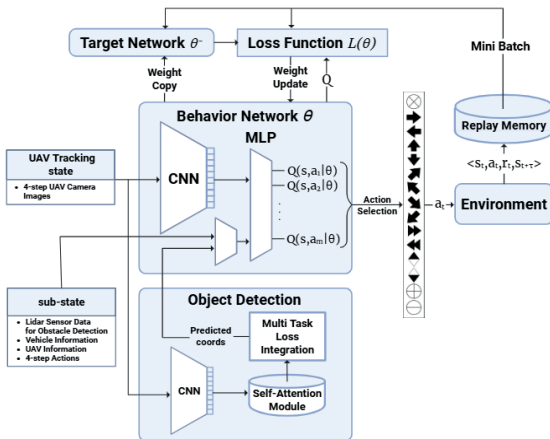 Target Network θ⁻
Loss Function L(θ)
Mini Batch
Weight
Copy
Weight
Update
Q
Behavior Network θ
MLP
Replay Memory
UAV Tracking
state
• 4-step UAV Camera
Images
CNN
Q(s,a₁|θ)
Q(s,a₂|θ)
.
.
.
Q(s,aₘ|θ)
Action
Selection
aₜ
<sₜ,aₜ,rₜ,sₜ₊τ>
Environment
sub-state
• Lidar Sensor Data
for Obstacle Detection
• Vehicle Information
• UAV Information
• 4-step Actions
Object Detection
Predicted
coords
Multi Task
Loss
Integration
CNN
Self-Attention
Module